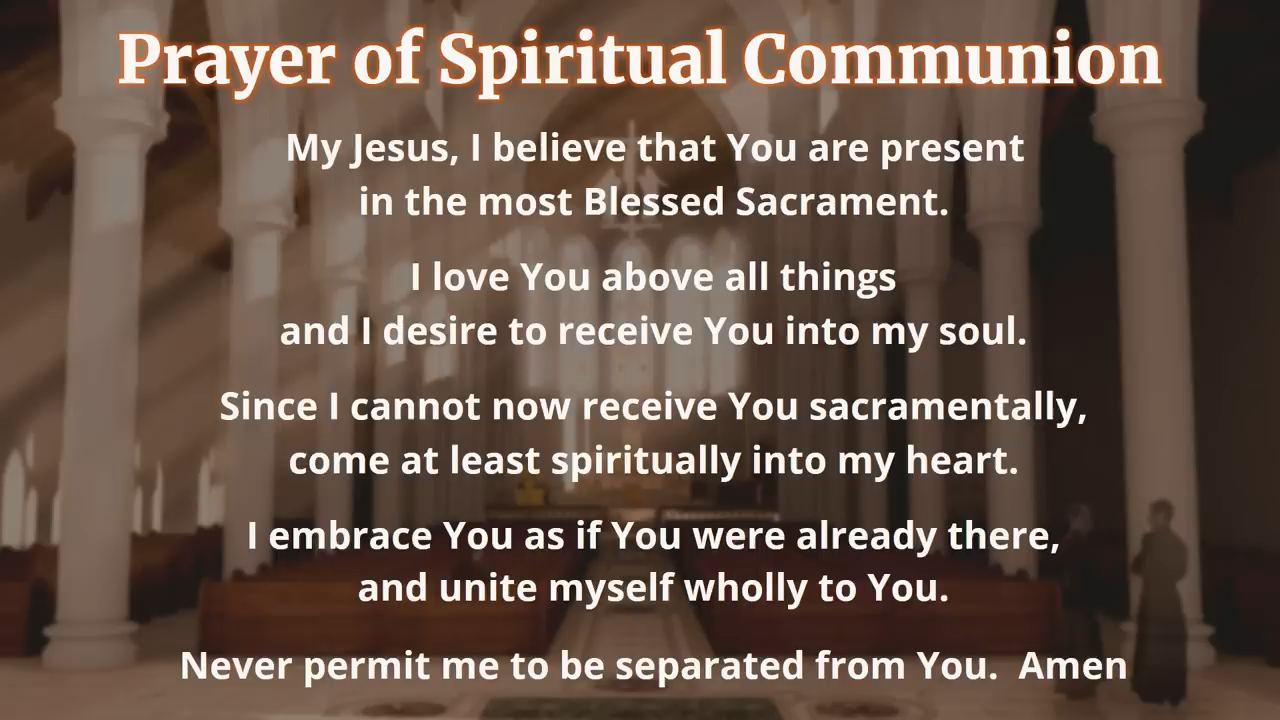 Prayer of Spiritual Communion
My Jesus, I believe that You are present
in the most Blessed Sacrament.
I love You above all things
and I desire to receive You into my soul.
Since I cannot now receive You sacramentally,
come at least spiritually into my heart.
I embrace You as if You were already there,
and unite myself wholly to You.
Never permit me to be separated from You.  Amen